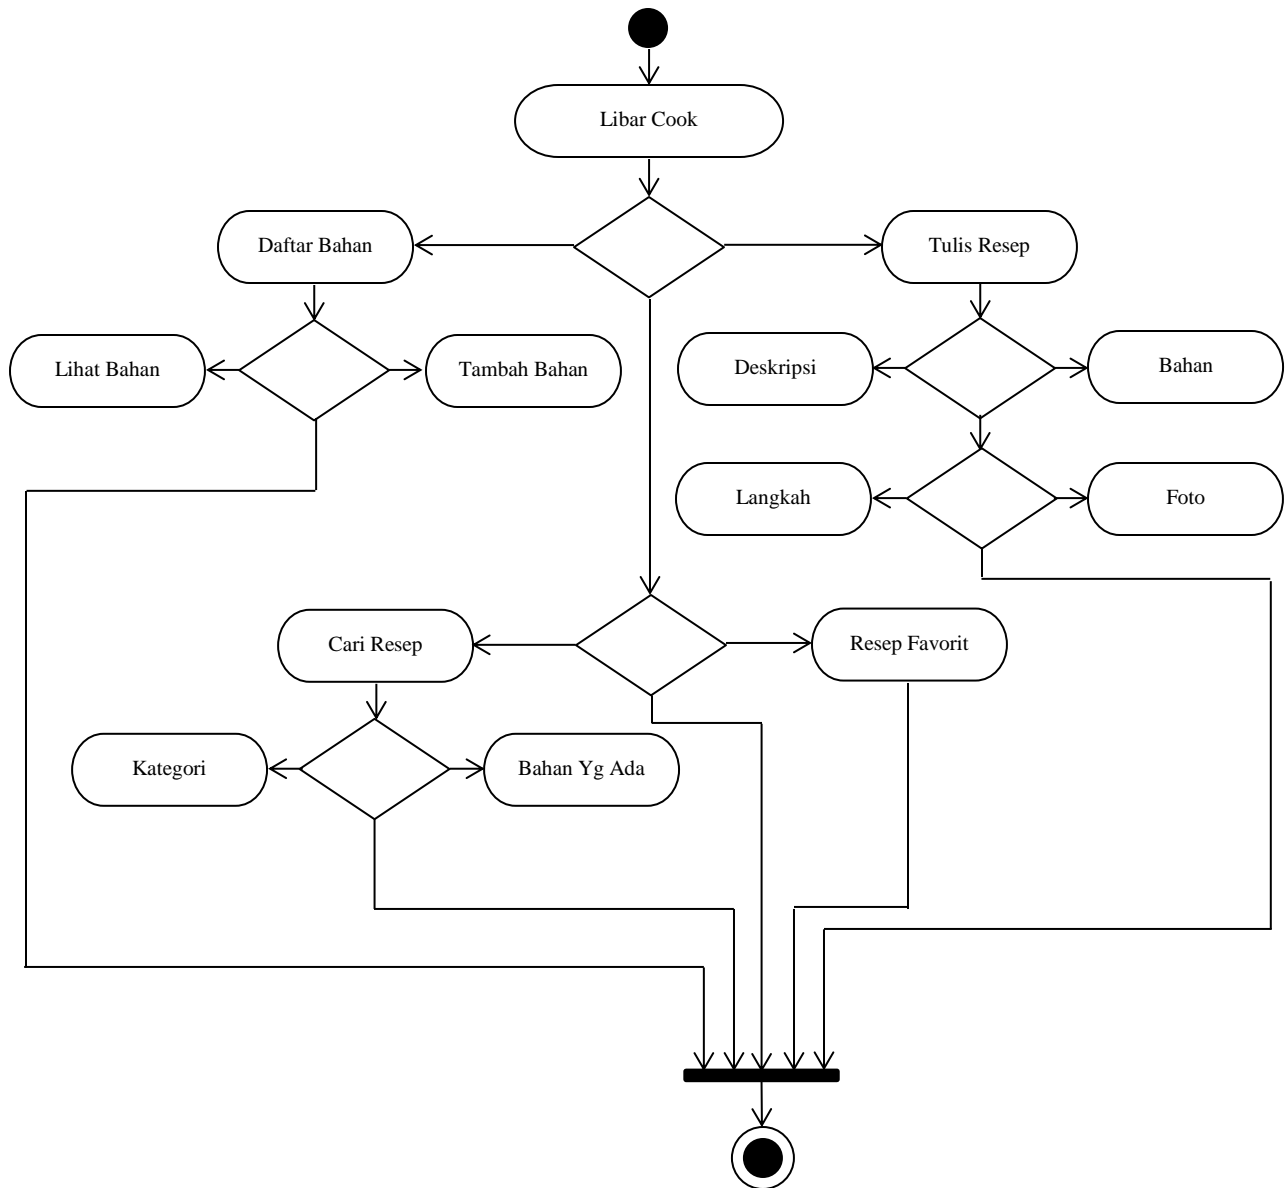 Libar Cook
Daftar Bahan
Tulis Resep
Lihat Bahan
Tambah Bahan
Deskripsi
Bahan
Langkah
Foto
Cari Resep
Resep Favorit
Kategori
Bahan Yg Ada